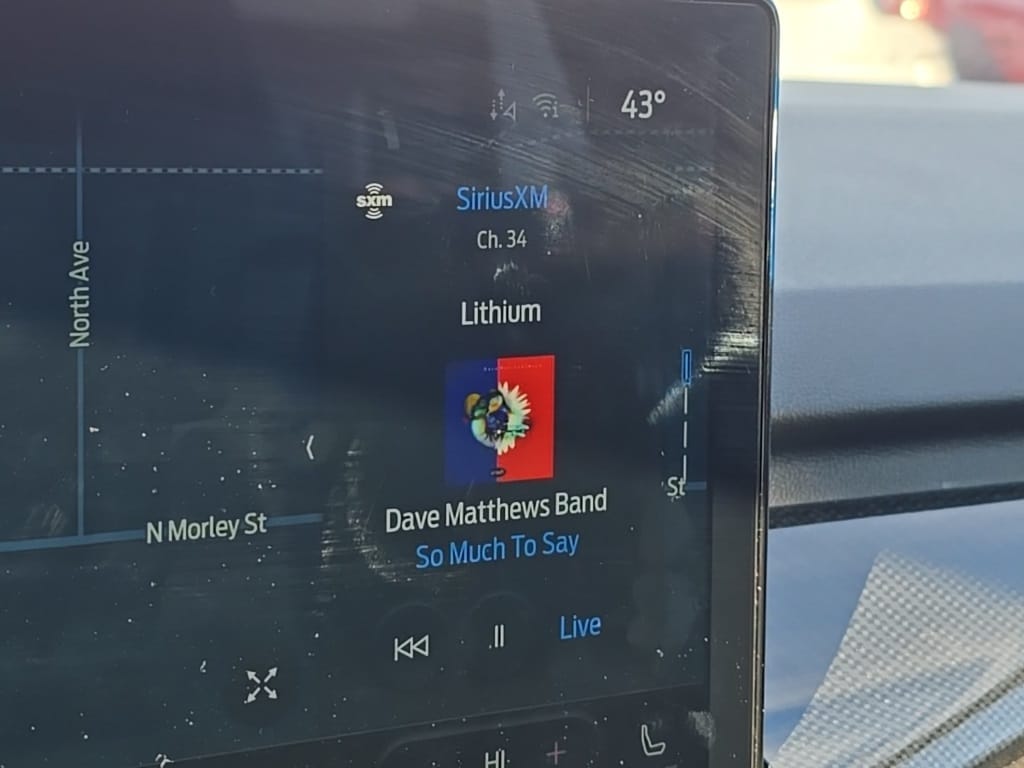 43°
sxm
SiriusXM
Ch. 34
North Ave
Lithium
St
Dave Matthews Band
N Morley St
So Much To Say
Live
HI